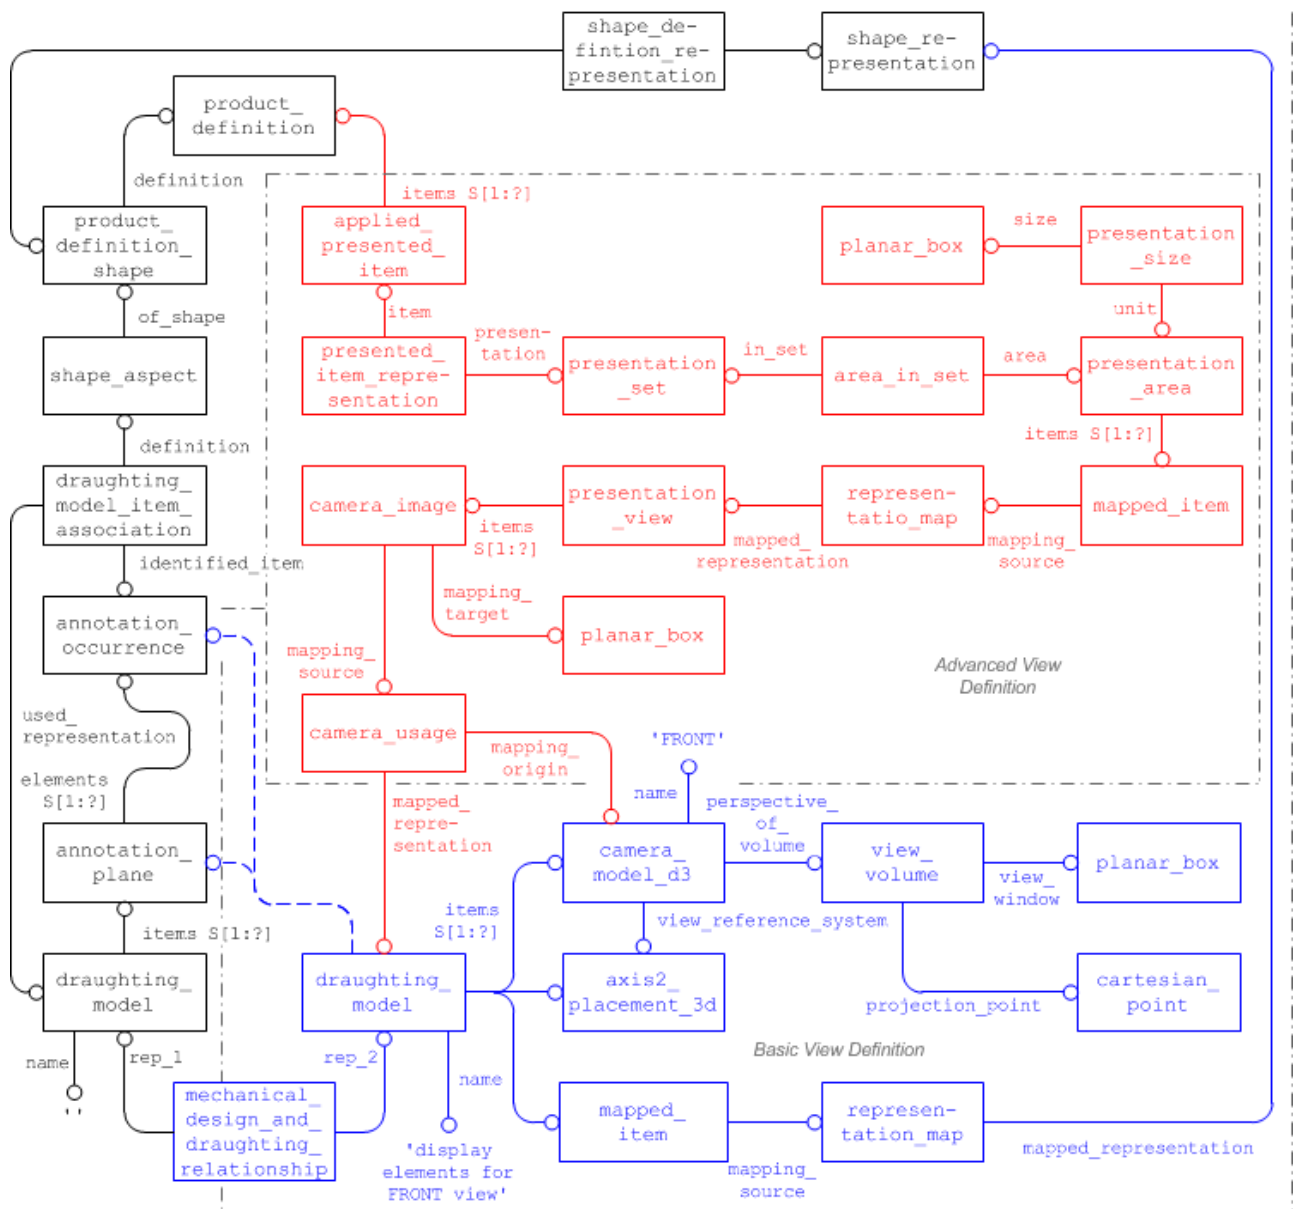 shape_de-
fintion_re-
presentation
shape_re-
presentation
product_
definition
definition
items S[1:?]
product_
definition_
shape
applied_
presented_
item
planar_box
size
presentation
_size
of_shape
item
unit
shape_aspect
presented_
item_repre-
sentation
presen-
tation
presentation
_set
in_set
area_in_set
area
presentation
_area
definition
items S[1:?]
draughting_
model_item_
association
camera_image
items
S[1:?]
presentation
_view
mapped_
representation
represen-
tatio_map
mapping_
source
mapped_item
identified_item
mapping_
target
annotation_
occurrence
planar_box
mapping_
source
Advanced View
Definition
used_
representation
camera_usage
mapping_
origin
'FRONT'
name
elements
S[1:?]
mapped_
repre-
sentation
perspective_
of_
volume
annotation_
plane
camera_
model_d3
view_
volume
view_
window
planar_box
items S[1:?]
items
S[1:?]
view_reference_system
draughting_
model
draughting_
model
axis2_
placement_3d
projection_point
cartesian_
point
name
rep_1
rep_2
name
Basic View Definition
''
mechanical_
design_and_
draughting_
relationship
'display
elements for
FRONT view'
mapped_
item
mapping_
source
represen-
tation_map
mapped_representation